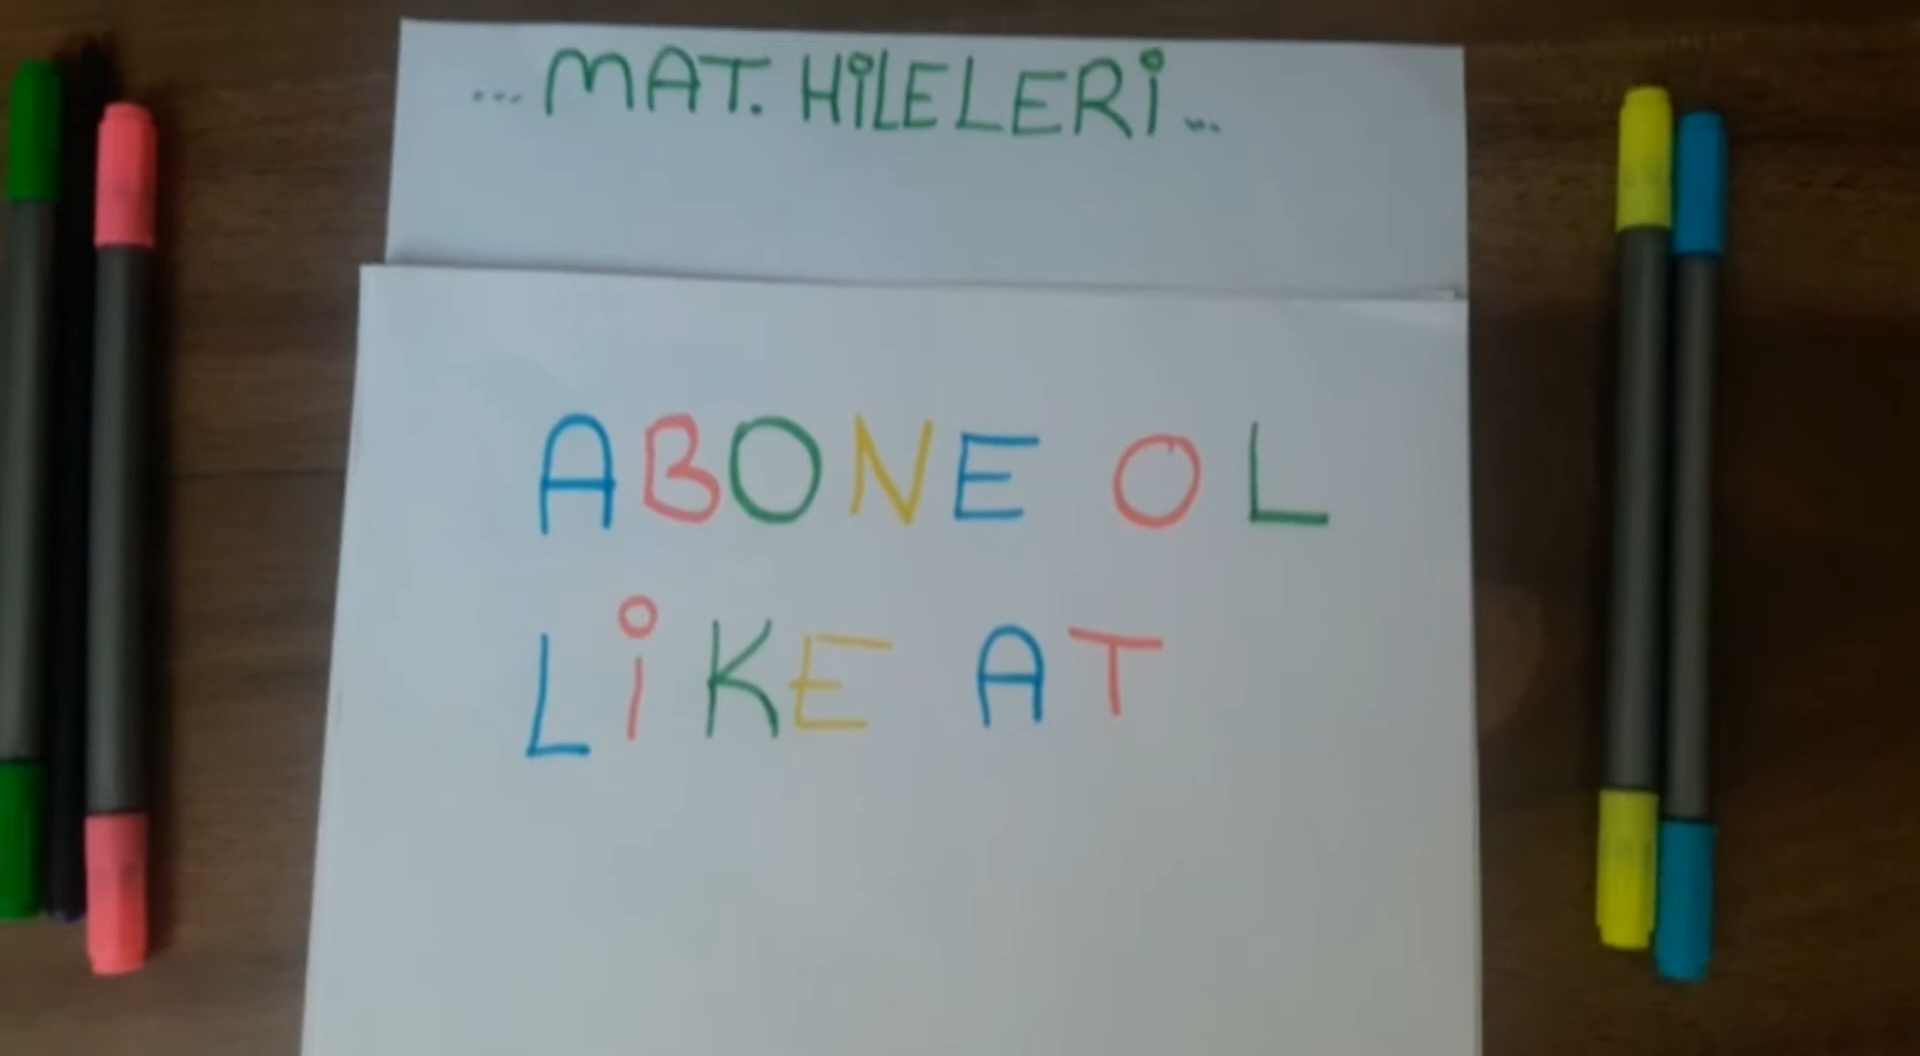 ... MAT. HİLELERİ ...
ABONE OL
LİKE AT